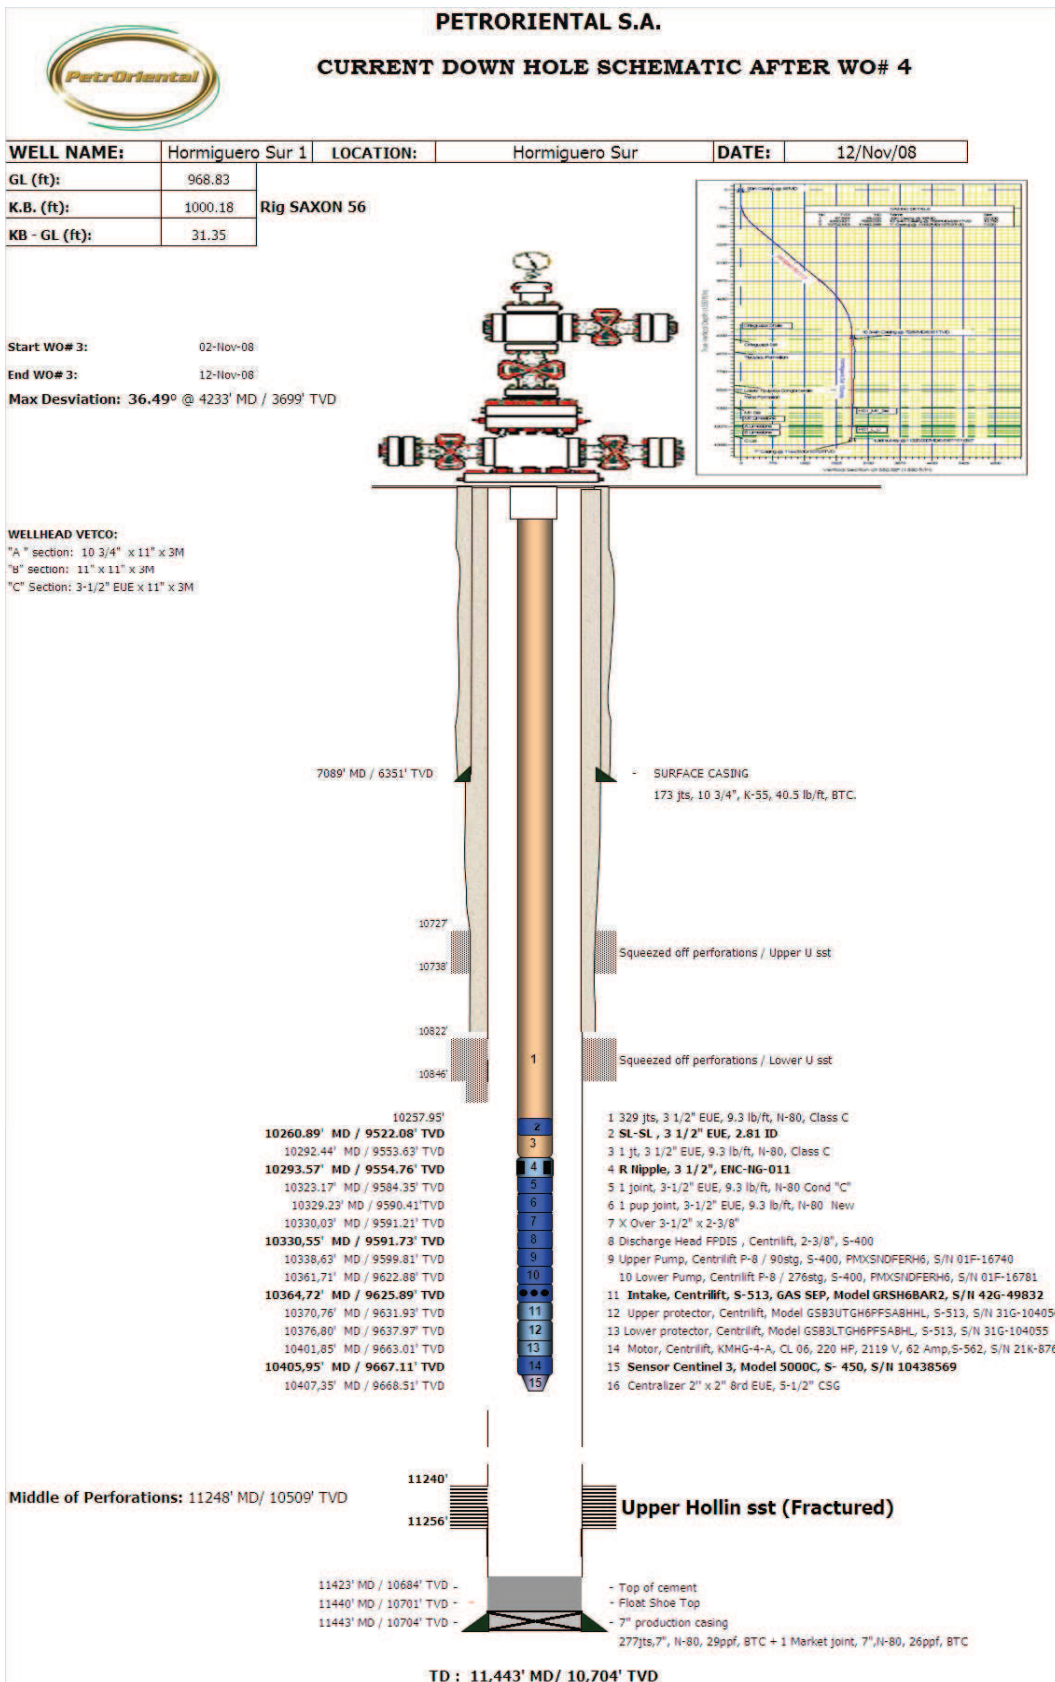 PETRORIENTAL S.A.
PetrOriental
CURRENT DOWN HOLE SCHEMATIC AFTER WO# 4
WELL NAME: Hormiguero Sur 1 LOCATION: Hormiguero Sur DATE: 12/Nov/08
GL (ft): 968.83
K.B. (ft): 1000.18 Rig SAXON 56
KB - GL (ft): 31.35
Start WO# 3: 02-Nov-08
End WO# 3: 12-Nov-08
Max Desviation: 36.49º @ 4233' MD / 3699' TVD
WELLHEAD VETCO:
"A " section: 10 3/4" x 11" x 3M
"B" section: 11" x 11" x 3M
"C" Section: 3-1/2" EUE x 11" x 3M
7089' MD / 6351' TVD - SURFACE CASING
173 jts, 10 3/4", K-55, 40.5 lb/ft, BTC.
10727'
Squeezed off perforations / Upper U sst
10738'
10822'
1 Squeezed off perforations / Lower U sst
10846'
10257.95' 1 329 jts, 3 1/2" EUE, 9.3 lb/ft, N-80, Class C
10260.89' MD / 9522.08' TVD 2 2 SL-SL , 3 1/2" EUE, 2.81 ID
10292.44' MD / 9553.63' TVD 3 3 1 jt, 3 1/2" EUE, 9.3 lb/ft, N-80, Class C
10293.57' MD / 9554.76' TVD 4 4 R Nipple, 3 1/2", ENC-NG-011
10323.17' MD / 9584.35' TVD 5 5 1 joint, 3-1/2" EUE, 9.3 lb/ft, N-80 Cond "C"
10329.23' MD / 9590.41'TVD 6 6 1 pup joint, 3-1/2" EUE, 9.3 lb/ft, N-80 New
10330,03' MD / 9591.21' TVD 7 7 X Over 3-1/2" x 2-3/8"
10330,55' MD / 9591.73' TVD 8 8 Discharge Head FPDIS , Centrilift, 2-3/8", S-400
10338,63' MD / 9599.81' TVD 9 9 Upper Pump, Centrilift P-8 / 90stg, S-400, PMXSNDFERH6, S/N 01F-16740
10361,71' MD / 9622.88' TVD 10 10 Lower Pump, Centrilift P-8 / 276stg, S-400, PMXSNDFERH6, S/N 01F-16781
10364,72' MD / 9625.89' TVD 11 Intake, Centrilift, S-513, GAS SEP, Model GRSH6BAR2, S/N 42G-49832
10370,76' MD / 9631.93' TVD 11 12 Upper protector, Centrilift, Model GSB3UTGH6PFSABHHL, S-513, S/N 31G-10405
10376,80' MD / 9637.97' TVD 12 13 Lower protector, Centrilift, Model GSB3LTGH6PFSABHL, S-513, S/N 31G-104055
10401,85' MD / 9663.01' TVD 13 14 Motor, Centrilift, KMHG-4-A, CL 06, 220 HP, 2119 V, 62 Amp,S-562, S/N 21K-876
10405,95' MD / 9667.11' TVD 14 15 Sensor Centinel 3, Model 5000C, S- 450, S/N 10438569
10407,35' MD / 9668.51' TVD 15 16 Centralizer 2" x 2" 8rd EUE, 5-1/2" CSG
11240'
Middle of Perforations: 11248' MD/ 10509' TVD
Upper Hollin sst (Fractured)
11256'
11423' MD / 10684' TVD - - Top of cement
11440' MD / 10701' TVD - - Float Shoe Top
11443' MD / 10704' TVD - - 7" production casing
277jts,7", N-80, 29ppf, BTC + 1 Market joint, 7",N-80, 26ppf, BTC
TD : 11,443' MD/ 10,704' TVD